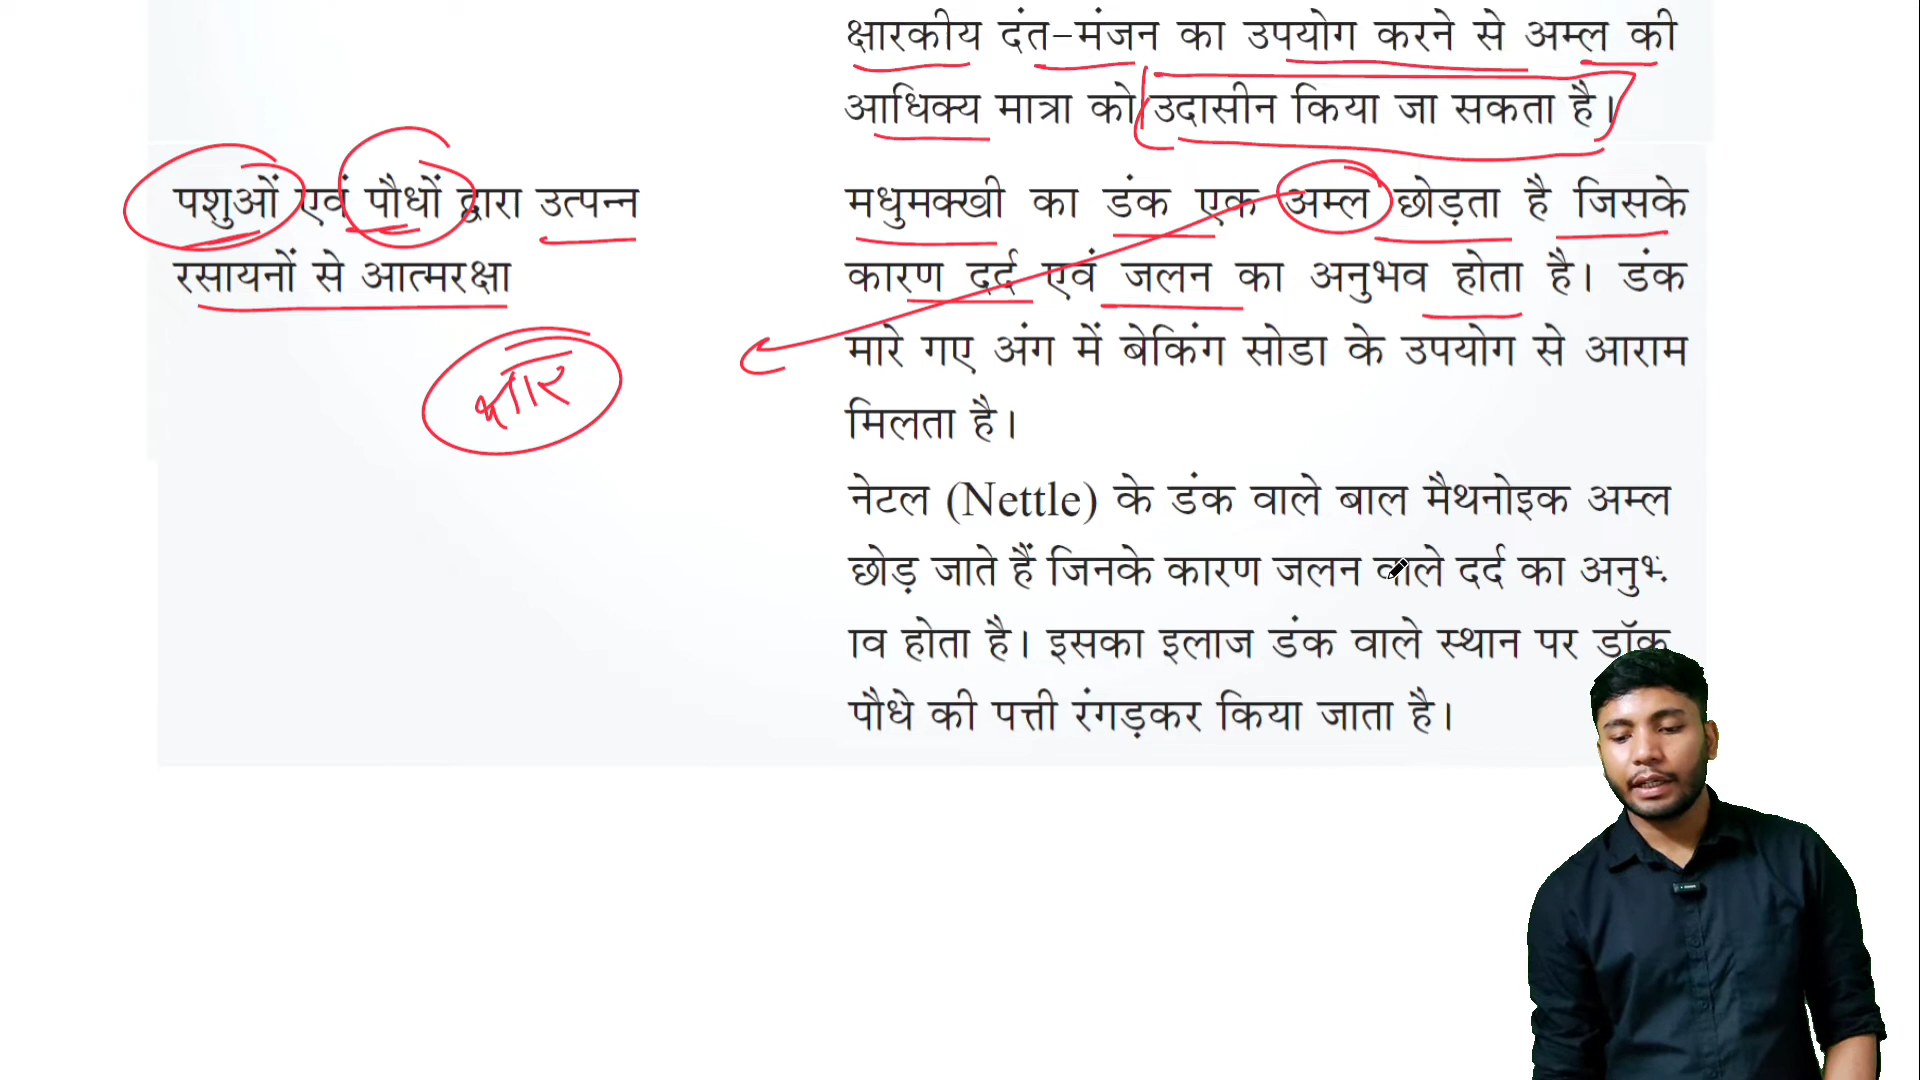 क्षारकीय दंत-मंजन का उपयोग करने से अम्ल की
आधिक्य मात्रा को उदासीन किया जा सकता है।
पशुओं एवं पौधों द्वारा उत्पन्न
रसायनों से आत्मरक्षा
क्षार
मधुमक्खी का डंक एक अम्ल छोड़ता है जिसके
कारण दर्द एवं जलन का अनुभव होता है। डंक
मारे गए अंग में बेकिंग सोडा के उपयोग से आराम
मिलता है।
नेटल (Nettle) के डंक वाले बाल मैथनोइक अम्ल
छोड़ जाते हैं जिनके कारण जलन वाले दर्द का अनुभ
ाव होता है। इसका इलाज डंक वाले स्थान पर डॉक
पौधे की पत्ती रंगड़कर किया जाता है।